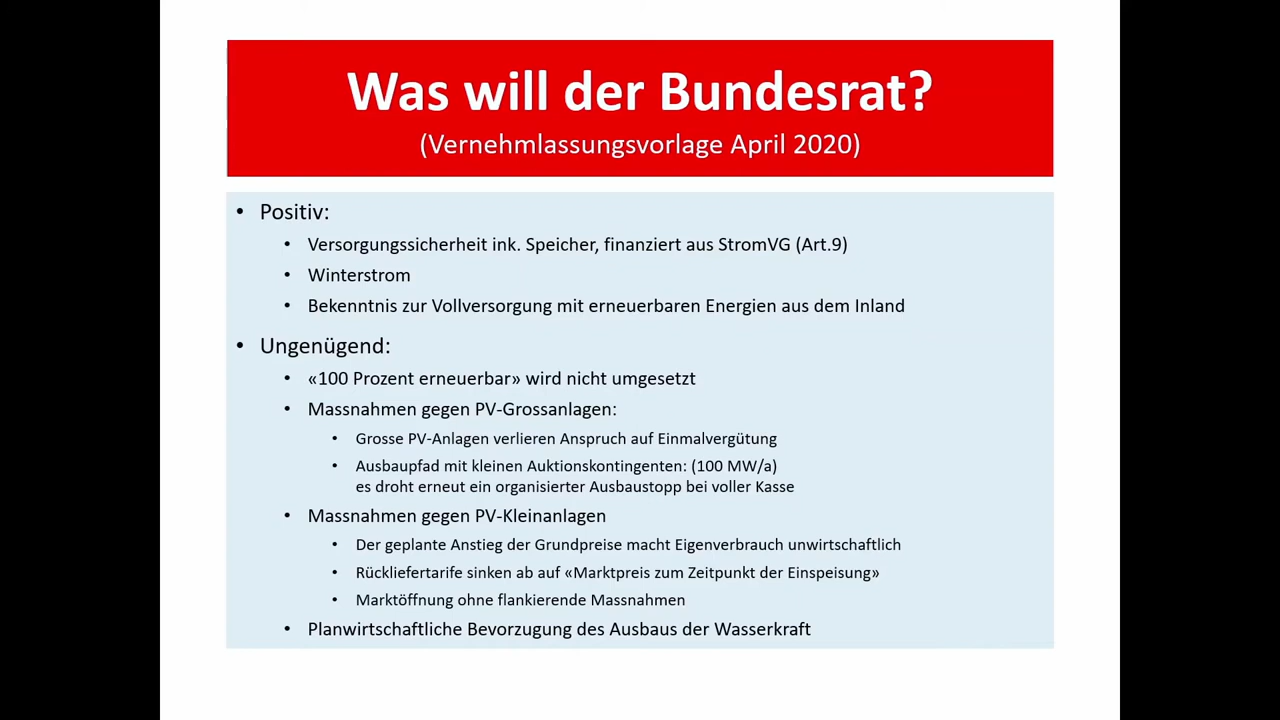 Was will der Bundesrat?
(Vernehmlassungsvorlage April 2020)
• Positiv:
• Versorgungssicherheit ink. Speicher, finanziert aus StromVG (Art.9)
• Winterstrom
• Bekenntnis zur Vollversorgung mit erneuerbaren Energien aus dem Inland
• Ungenügend:
• «100 Prozent erneuerbar» wird nicht umgesetzt
• Massnahmen gegen PV-Grossanlagen:
• Grosse PV-Anlagen verlieren Anspruch auf Einmalvergütung
• Ausbaupfad mit kleinen Auktionskontingenten: (100 MW/a)
es droht erneut ein organisierter Ausbaustopp bei voller Kasse
• Massnahmen gegen PV-Kleinanlagen
• Der geplante Anstieg der Grundpreise macht Eigenverbrauch unwirtschaftlich
• Rückliefertarife sinken ab auf «Marktpreis zum Zeitpunkt der Einspeisung»
• Marktöffnung ohne flankierende Massnahmen
• Planwirtschaftliche Bevorzugung des Ausbaus der Wasserkraft